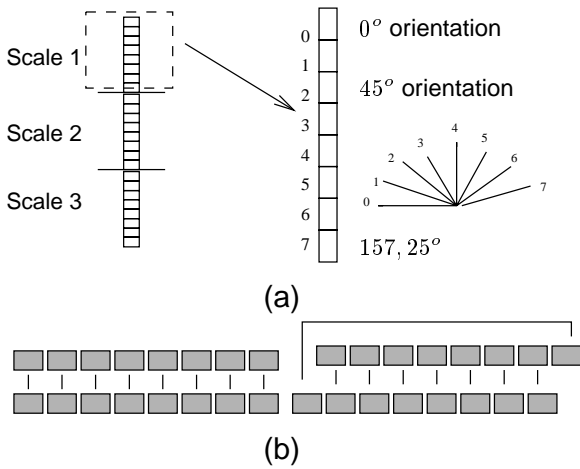 Scale 1
Scale 2
Scale 3
0 0° orientation
1
2 45° orientation
3
4
5
6
7 157, 25°
0 1 2 3 4 5 6 7
(a)
(b)